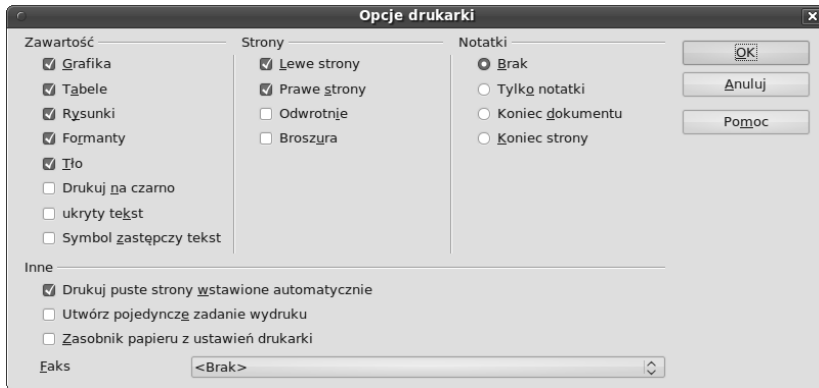 Opcje drukarki
Zawartość
Grafika
Tabele
Rysunki
Formanty
Tło
Drukuj na czarno
ukryty tekst
Symbol zastępczy tekst
Strony
Lewe strony
Prawe strony
Odwrotnie
Broszura
Notatki
Brak
Tylko notatki
Koniec dokumentu
Koniec strony
OK
Anuluj
Pomoc
Inne
Drukuj puste strony wstawione automatycznie
Utwórz pojedyncze zadanie wydruku
Zasobnik papieru z ustawień drukarki
Faks
<Brak>